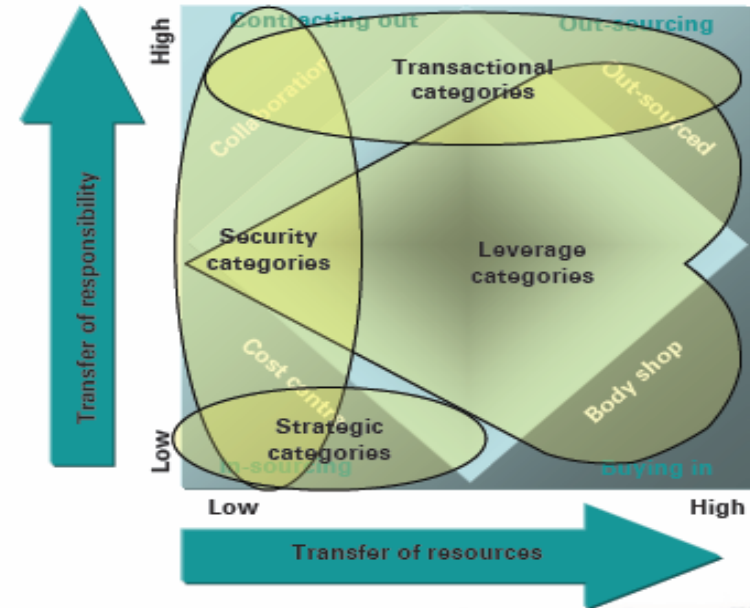 High
Contracting out
Out-sourcing
Transactional
categories
Collaboration
Out-sourced
Transfer of responsibility
Security
categories
Leverage
categories
Cost
Body shop
Strategic
categories
Low
In-sourcing
Buying in
Low
High
Transfer of resources